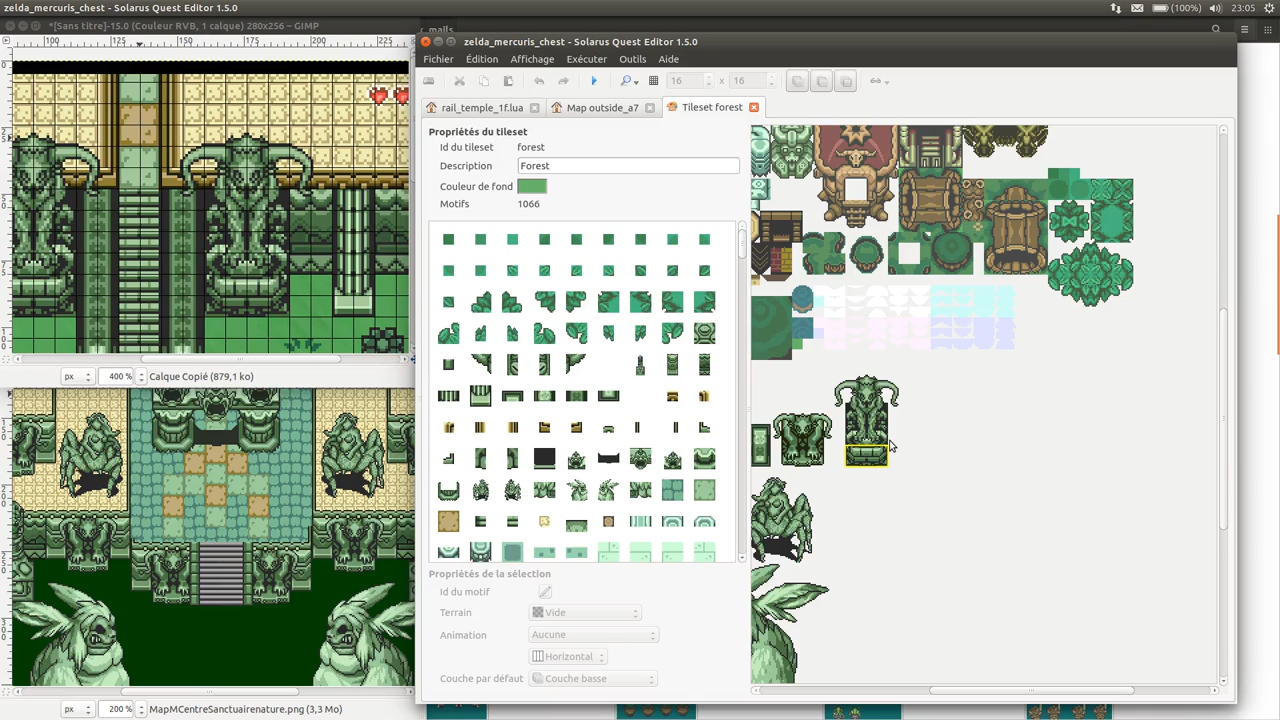 zelda_mercuris_chest - Solarus Quest Editor 1.5.0
(100%) 23:05
*[Sans titre]-15.0 (Couleur RVB, 1 calque) 280x256 – GIMP
100 125 150 175 200 225
px 400 % Calque Copié (879,1 ko)
px 200 % MapMCentreSanctuairenature.png (3,3 Mo)
zelda_mercuris_chest - Solarus Quest Editor 1.5.0
Fichier Édition Affichage Exécuter Outils Aide
16 x 16
rail_temple_1f.lua Map outside_a7 Tileset forest
Propriétés du tileset
Id du tileset forest
Description Forest
Couleur de fond
Motifs 1066
Propriétés de la sélection
Id du motif
Terrain Vide
Animation Aucune
Horizontal
Couche par défaut Couche basse